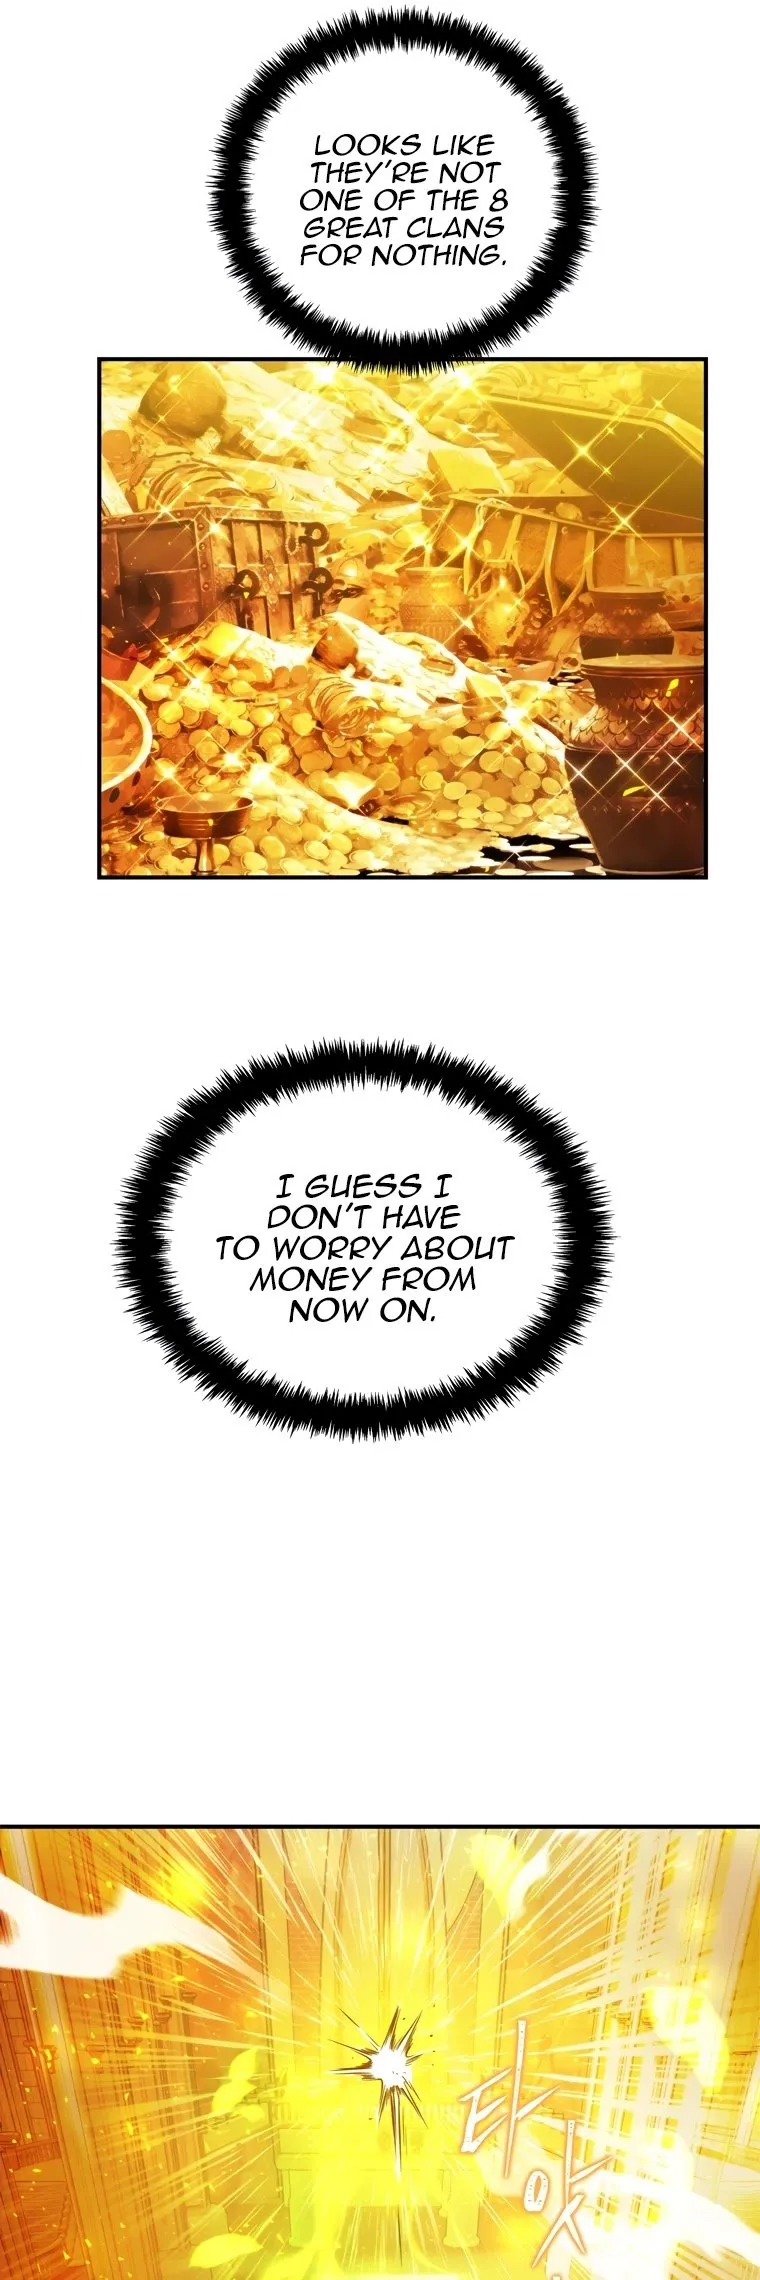 LOOKS LIKE
THEY'RE NOT
ONE OF THE 8
GREAT CLANS
FOR NOTHING.
I GUESS I
DON'T HAVE
TO WORRY ABOUT
MONEY FROM
NOW ON.
타
앗